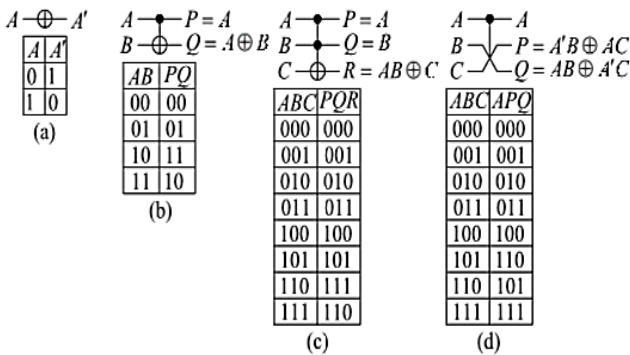 A A'
A A'
0 1
1 0
(a)
A P = A
B Q = A⊕B
AB PQ
00 00
01 01
10 11
11 10
(b)
A P = A
B Q = B
C R = AB⊕C
ABC PQR
000 000
001 001
010 010
011 011
100 100
101 101
110 111
111 110
(c)
A A
B P = A'B⊕AC
C Q = AB⊕A'C
ABC APQ
000 000
001 001
010 010
011 011
100 100
101 110
110 101
111 111
(d)